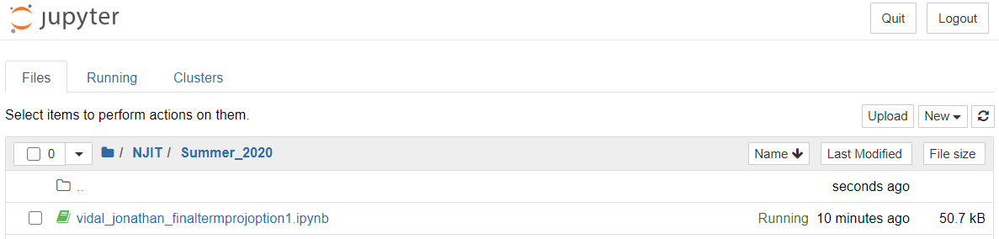 jupyter Quit Logout
Files Running Clusters
Select items to perform actions on them. Upload New
0 / NJIT / Summer_2020 Name Last Modified File size
.. seconds ago
vidal_jonathan_finaltermprojoption1.ipynb Running 10 minutes ago 50.7 kB